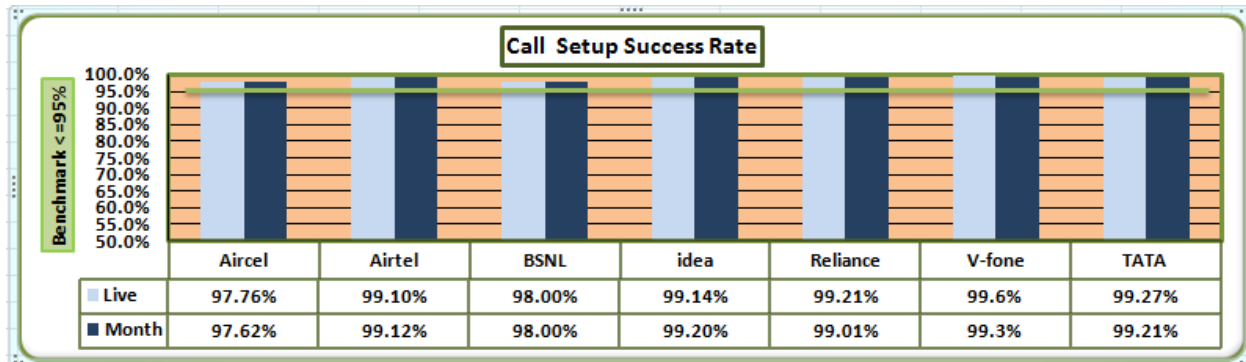 Call  Setup Success Rate
Benchmark <=95%
100.0%
95.0%
90.0%
85.0%
80.0%
75.0%
70.0%
65.0%
60.0%
55.0%
50.0%
Aircel Airtel BSNL idea Reliance V-fone TATA
Live 97.76% 99.10% 98.00% 99.14% 99.21% 99.6% 99.27%
Month 97.62% 99.12% 98.00% 99.20% 99.01% 99.3% 99.21%